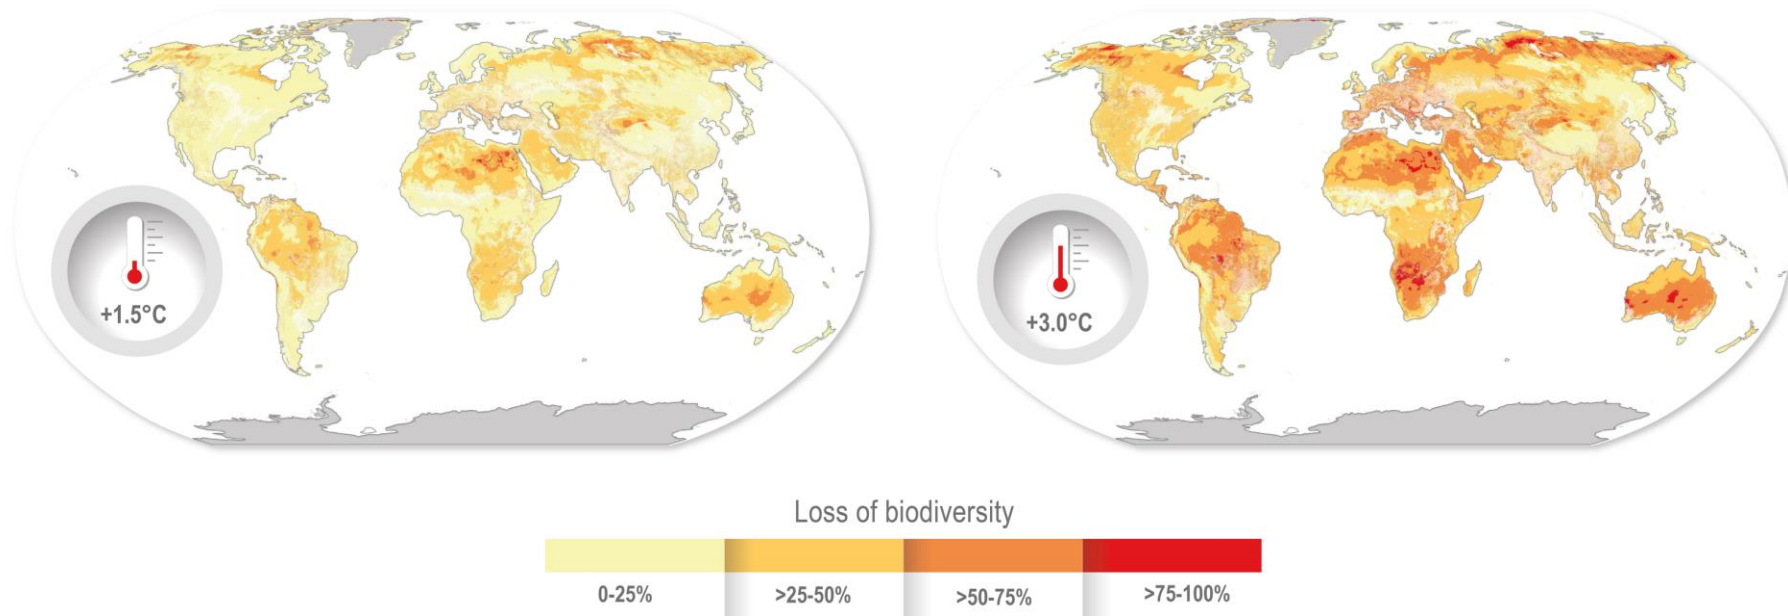 +1.5°C
+3.0°C
Loss of biodiversity
0-25%
>25-50%
>50-75%
>75-100%